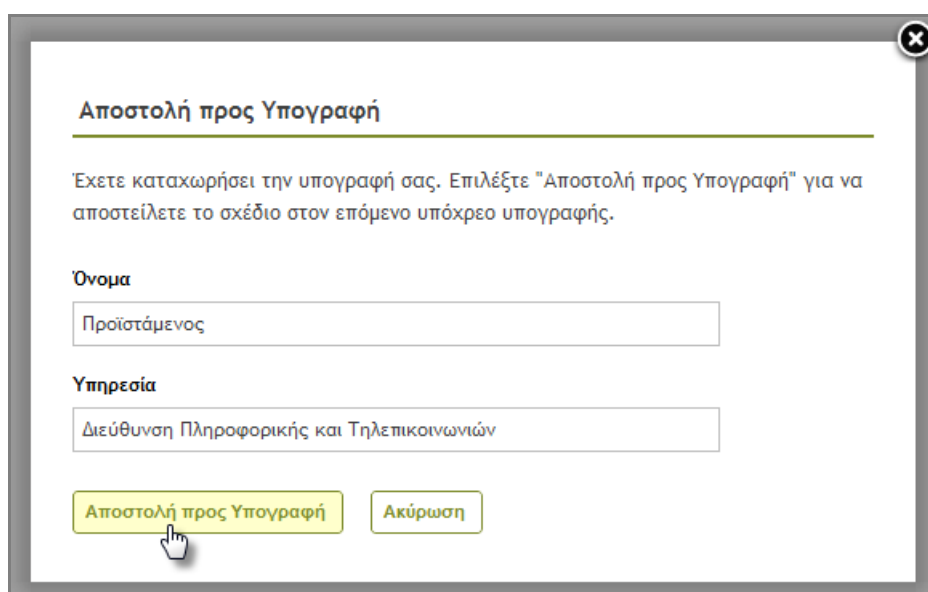 Αποστολή προς Υπογραφή
Έχετε καταχωρήσει την υπογραφή σας. Επιλέξτε "Αποστολή προς Υπογραφή" για να
αποστείλετε το σχέδιο στον επόμενο υπόχρεο υπογραφής.
Όνομα
Προϊστάμενος
Υπηρεσία
Διεύθυνση Πληροφορικής και Τηλεπικοινωνιών
Αποστολή προς Υπογραφή Ακύρωση